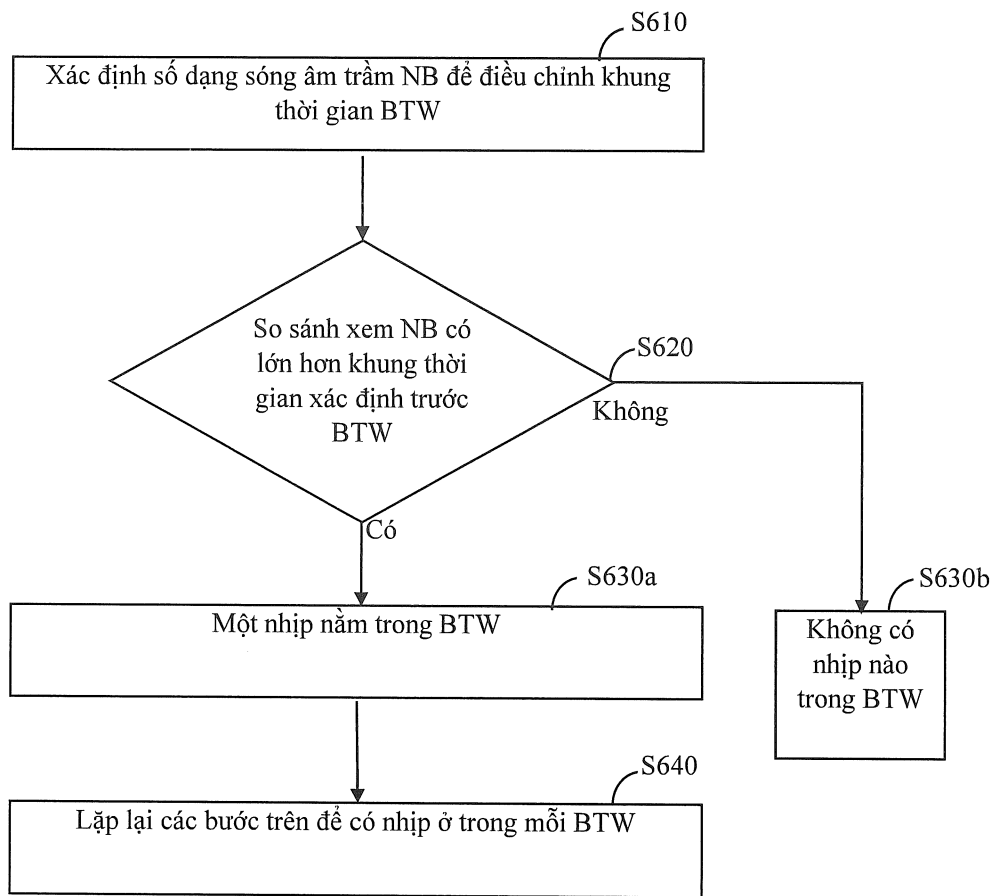 S610
Xác định số dạng sóng âm trầm NB để điều chỉnh khung
thời gian BTW
So sánh xem NB có
lớn hơn khung thời
gian xác định trước
BTW
S620
Không
Có
S630a
Một nhịp nằm trong BTW
S630b
Không có
nhịp nào
trong BTW
S640
Lặp lại các bước trên để có nhịp ở trong mỗi BTW